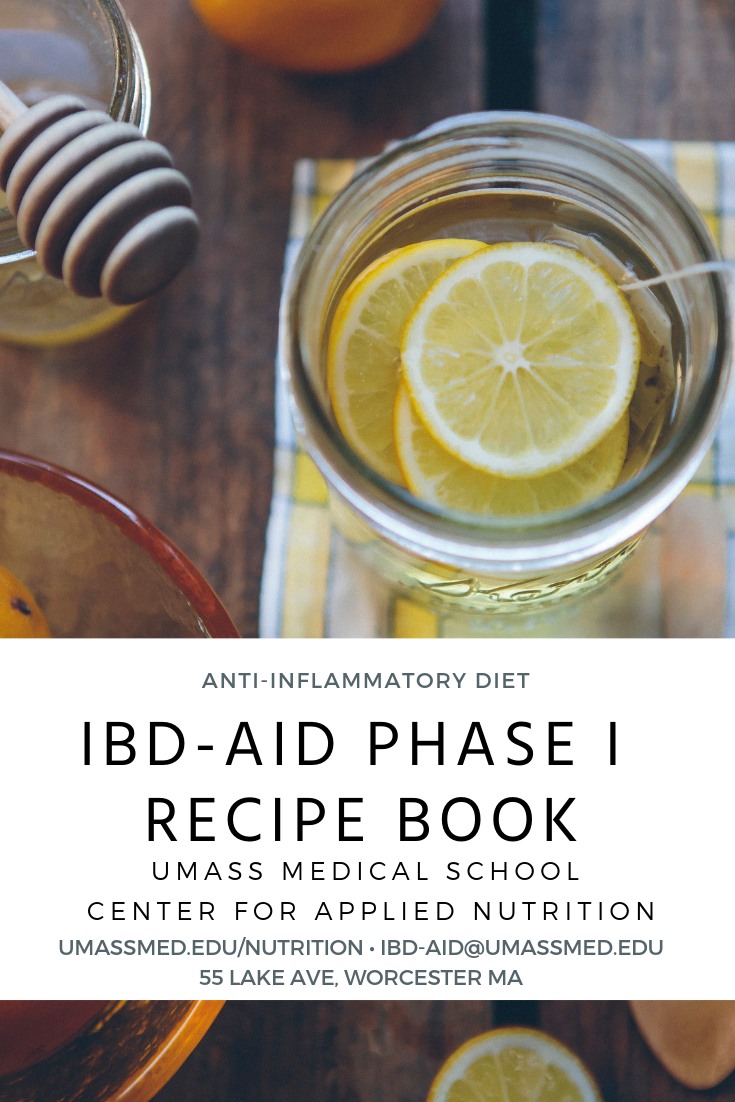 ANTI-INFLAMMATORY DIET
IBD-AID PHASE I
RECIPE BOOK
UMASS MEDICAL SCHOOL
CENTER FOR APPLIED NUTRITION
UMASSMED.EDU/NUTRITION • IBD-AID@UMASSMED.EDU
55 LAKE AVE, WORCESTER MA